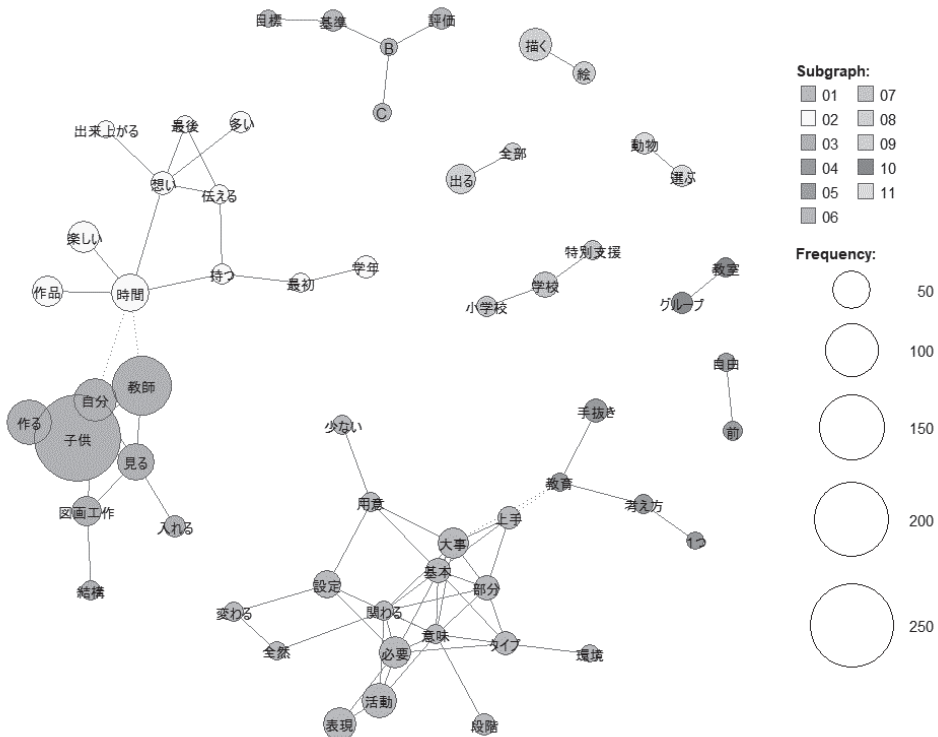 目標
基準
評価
B
C
描く
絵
出来上がる
最後
多い
想い
伝える
楽しい
作品
時間
持つ
最初
学年
全部
出る
動物
選ぶ
特別支援
学校
小学校
教室
グループ
自由
前
自分
教師
作る
子供
見る
図画工作
入れる
結構
少ない
手抜き
教育
考え方
1つ
用意
上手
大事
基本
部分
設定
関わる
変わる
意味
全然
必要
タイプ
環境
活動
表現
段階
Subgraph:
01 07
02 08
03 09
04 10
05 11
06
Frequency:
50
100
150
200
250